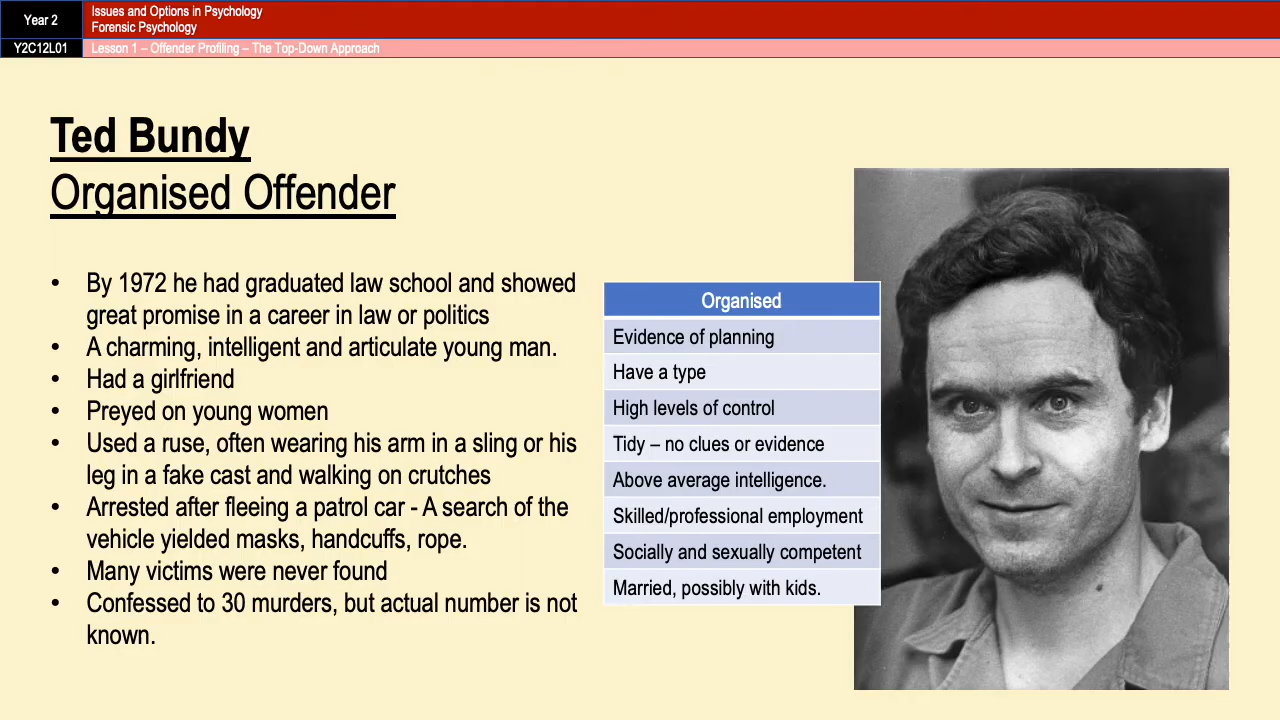 Year 2
Issues and Options in Psychology
Forensic Psychology
Y2C12L01
Lesson 1 – Offender Profiling – The Top-Down Approach
Ted Bundy
Organised Offender
• By 1972 he had graduated law school and showed
great promise in a career in law or politics
• A charming, intelligent and articulate young man.
• Had a girlfriend
• Preyed on young women
• Used a ruse, often wearing his arm in a sling or his
leg in a fake cast and walking on crutches
• Arrested after fleeing a patrol car - A search of the
vehicle yielded masks, handcuffs, rope.
• Many victims were never found
• Confessed to 30 murders, but actual number is not
known.
Organised
Evidence of planning
Have a type
High levels of control
Tidy – no clues or evidence
Above average intelligence.
Skilled/professional employment
Socially and sexually competent
Married, possibly with kids.